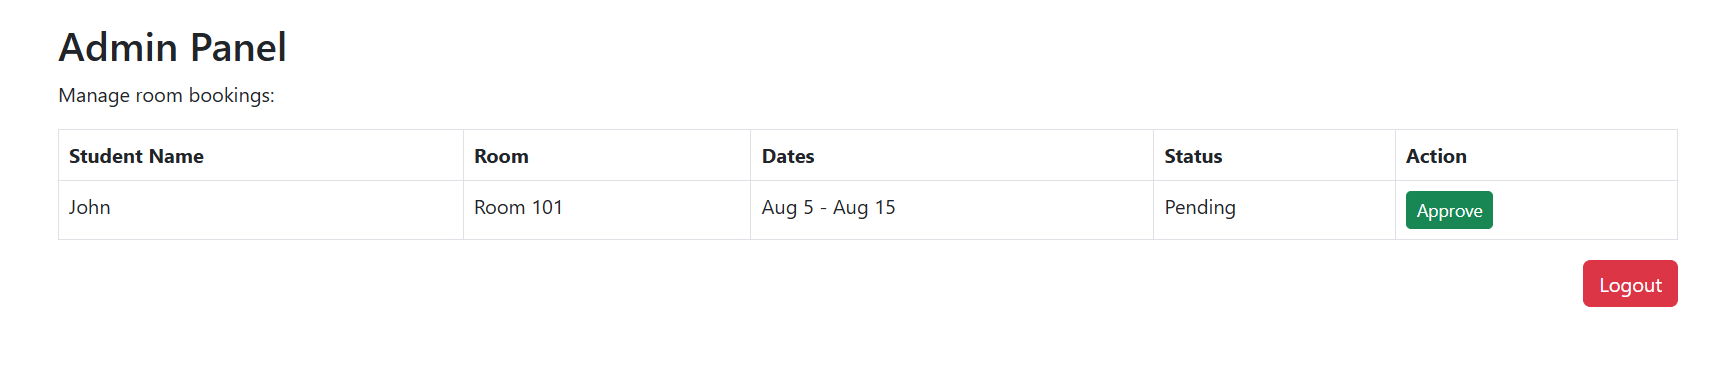 Admin Panel
Manage room bookings:
Student Name Room Dates Status Action
John Room 101 Aug 5 - Aug 15 Pending Approve
Logout